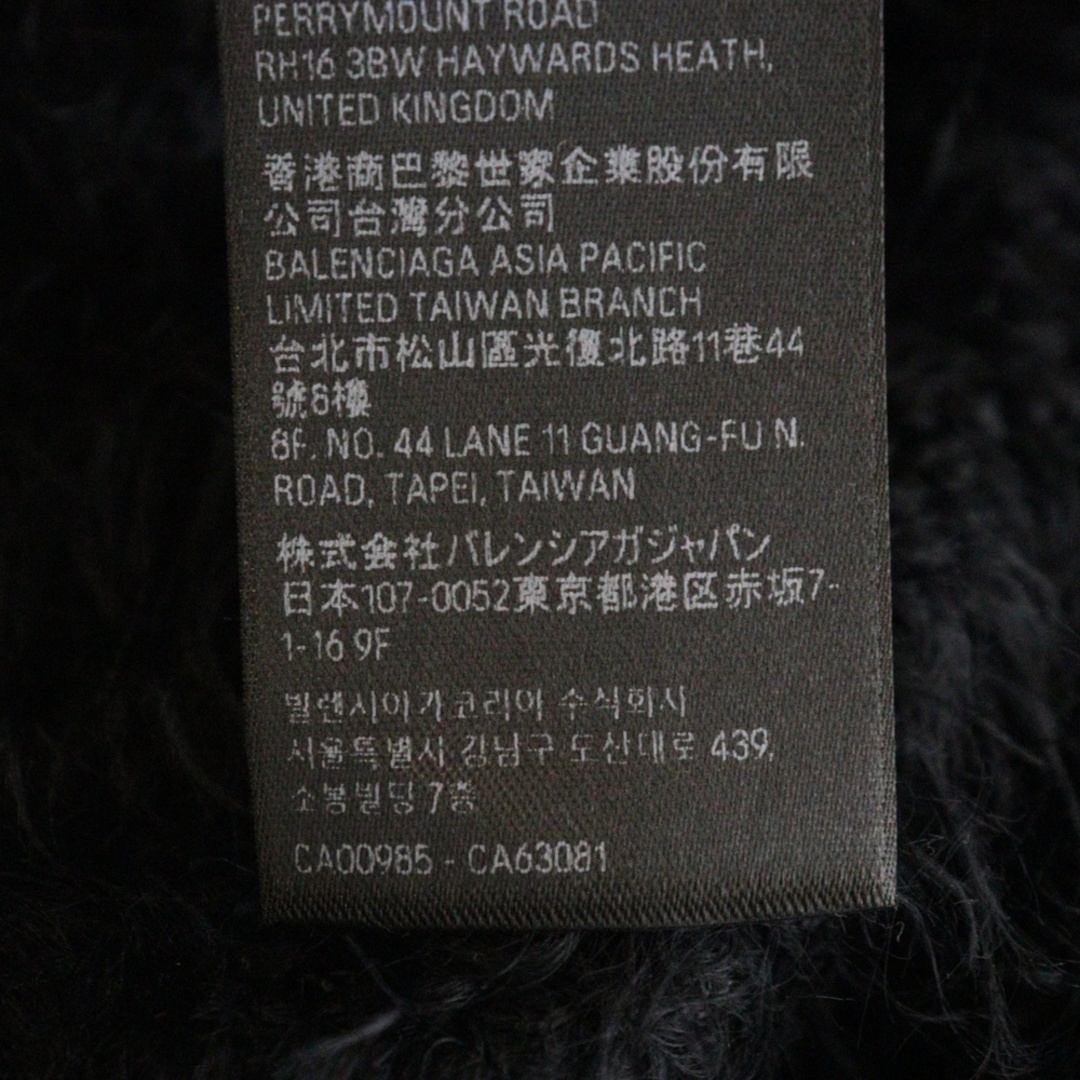 PERRYMOUNT ROAD
RH16 3BW HAYWARDS HEATH,
UNITED KINGDOM
香港商巴黎世家企業股份有限
公司台灣分公司
BALENCIAGA ASIA PACIFIC
LIMITED TAIWAN BRANCH
台北市松山區光復北路11巷44
號8樓
8F. NO. 44 LANE 11 GUANG-FU N.
ROAD, TAPEI, TAIWAN
株式会社バレンシアガジャパン
日本107-0052東京都港区赤坂7-
1-16 9F
발렌시아가코리아 주식회사
서울특별시 강남구 도산대로 439,
소봉빌딩 7층
CA00985 - CA63081